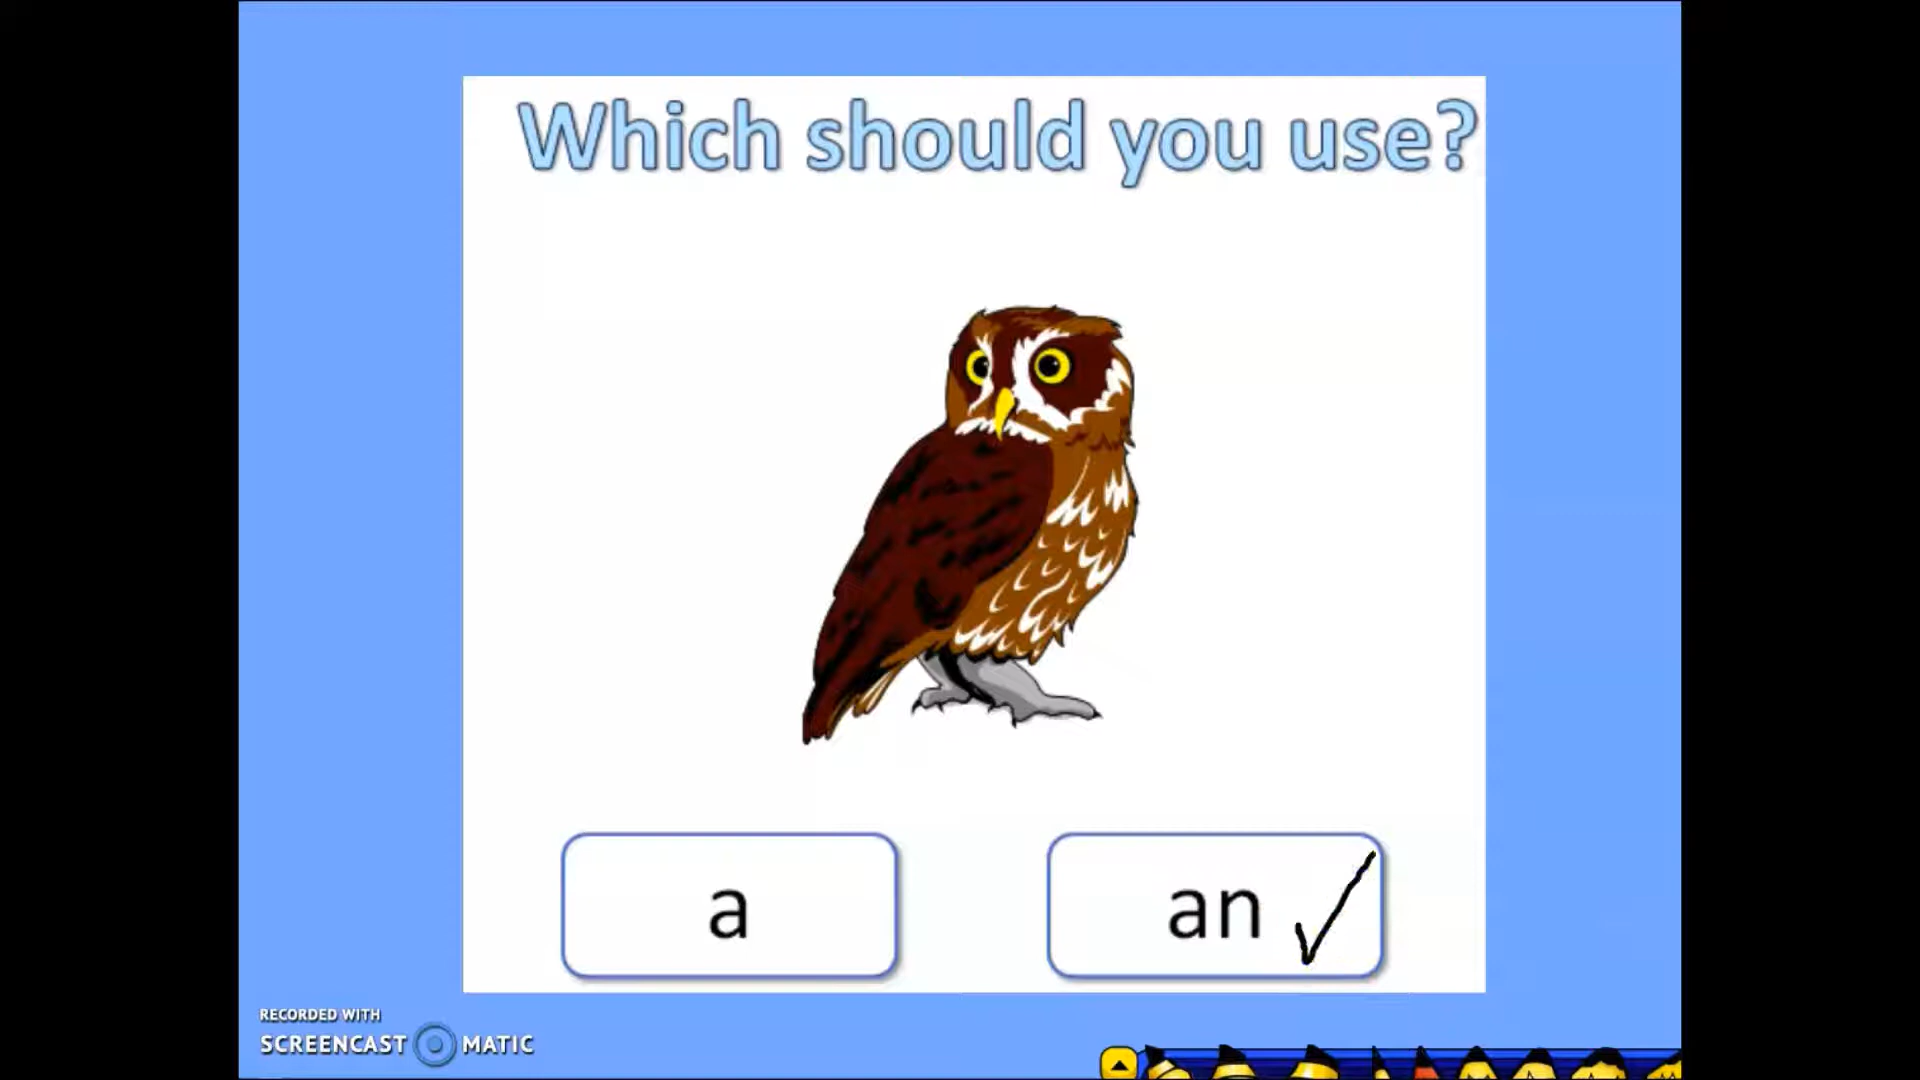 Which should you use?
a
an
RECORDED WITH
SCREENCAST MATIC